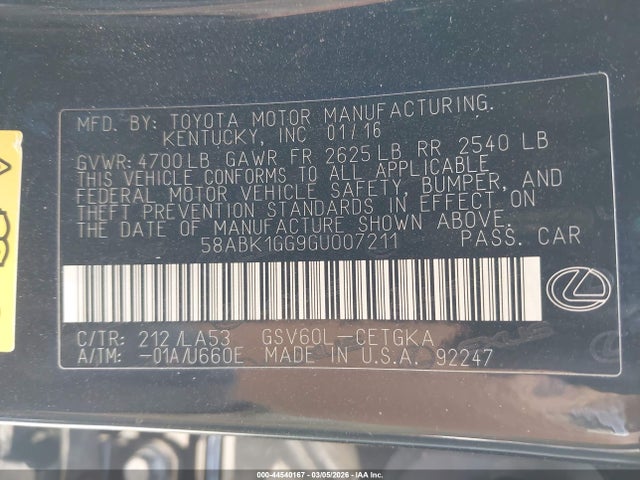 MFD. BY: TOYOTA MOTOR MANUFACTURING,
KENTUCKY, INC 01/16
GVWR: 4700 LB GAWR FR 2625 LB RR 2540 LB
THIS VEHICLE CONFORMS TO ALL APPLICABLE
FEDERAL MOTOR VEHICLE SAFETY, BUMPER, AND
THEFT PREVENTION STANDARDS IN EFFECT ON
THE DATE OF MANUFACTURE SHOWN ABOVE.
58ABK1GG9GU007211 PASS. CAR
C/TR: 212/LA53 GSV60L-CETGKA
A/TM: -01A/U660E MADE IN U.S.A. 92247
000-44540167 - 03/05/2026 - IAA Inc.